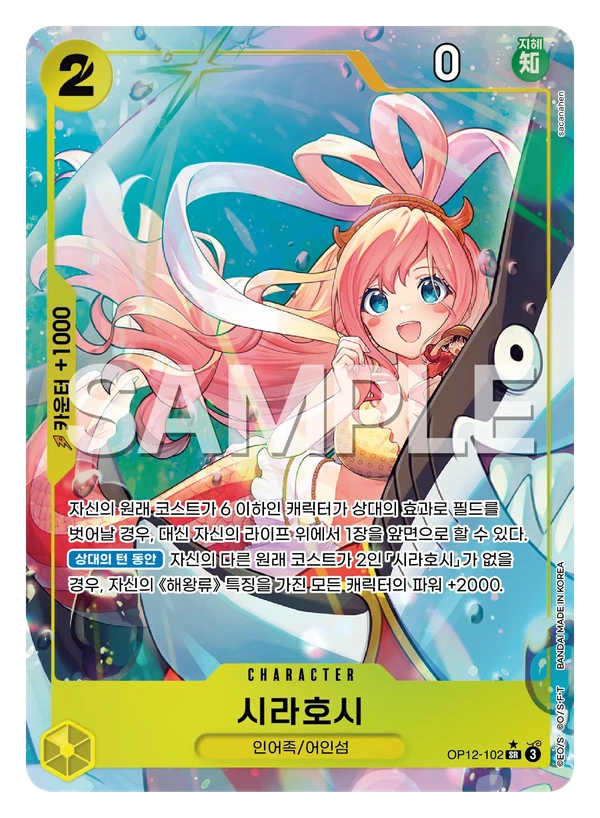 2
0
지혜
知
sacanahen
카운터 +1000
SAMPLE
자신의 원래 코스트가 6 이하인 캐릭터가 상대의 효과로 필드를
벗어날 경우, 대신 자신의 라이프 위에서 1장을 앞면으로 할 수 있다.
상대의 턴 동안 자신의 다른 원래 코스트가 2인 「시라호시」가 없을
경우, 자신의 《해왕류》 특징을 가진 모든 캐릭터의 파워 +2000.
CHARACTER
시라호시
인어족/어인섬
OP12-102 ★ SR 3
©EO/S ©O/S·F·T BANDAI MADE IN KOREA